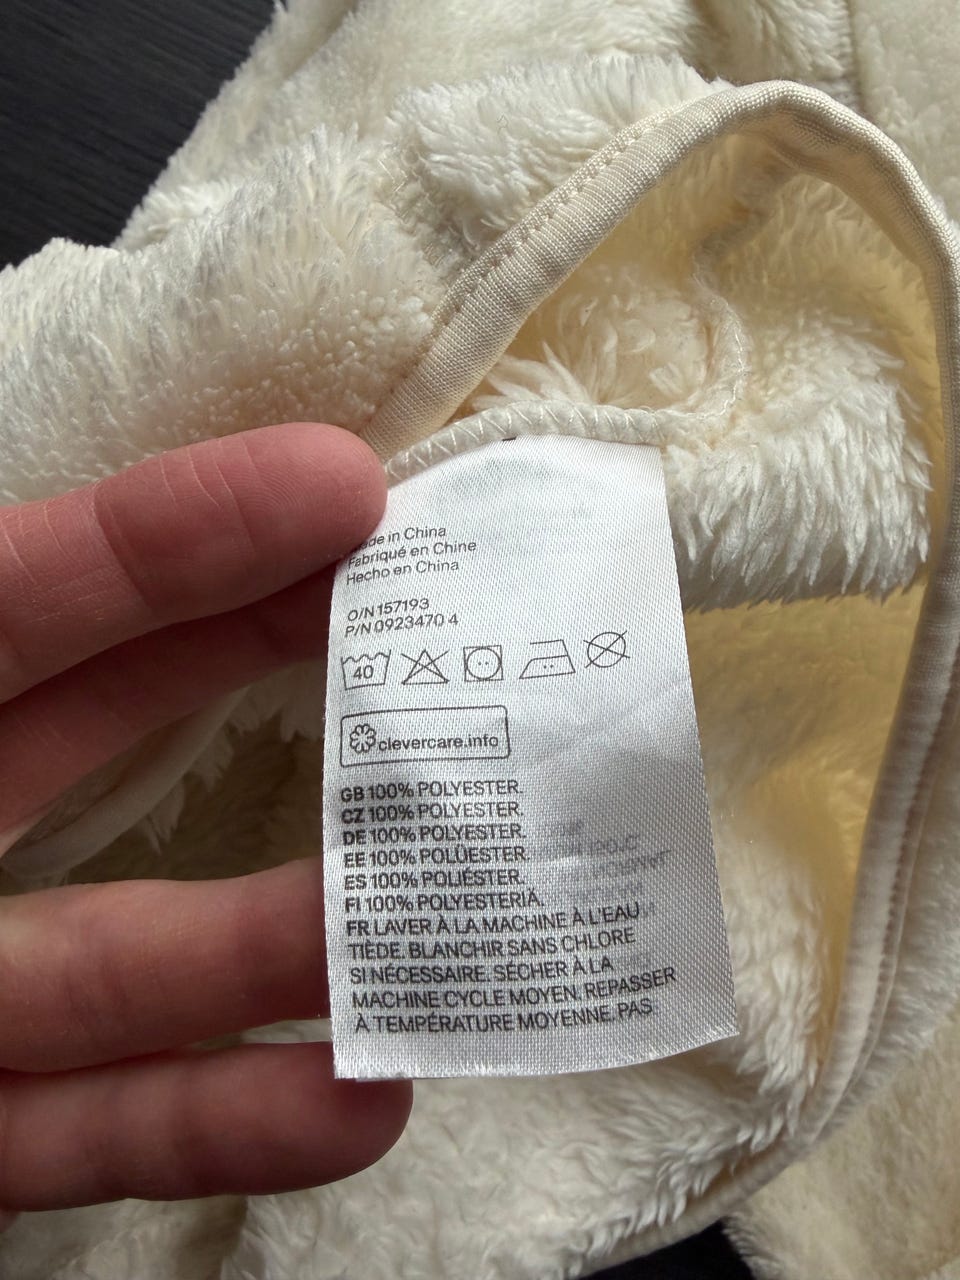 in China
Fabriqué en Chine
Hecho en China
O/N 157193
P/N 0923470 4
40
clevercare.info
GB 100% POLYESTER.
CZ 100% POLYESTER.
DE 100% POLYESTER.
EE 100% POLÜESTER.
ES 100% POLIÉSTER.
FI 100% POLYESTERIÄ.
FR LAVER À LA MACHINE À L'EAU
TIÈDE. BLANCHIR SANS CHLORE
SI NÉCESSAIRE. SÉCHER À LA
MACHINE CYCLE MOYEN. REPASSER
À TEMPÉRATURE MOYENNE. PAS